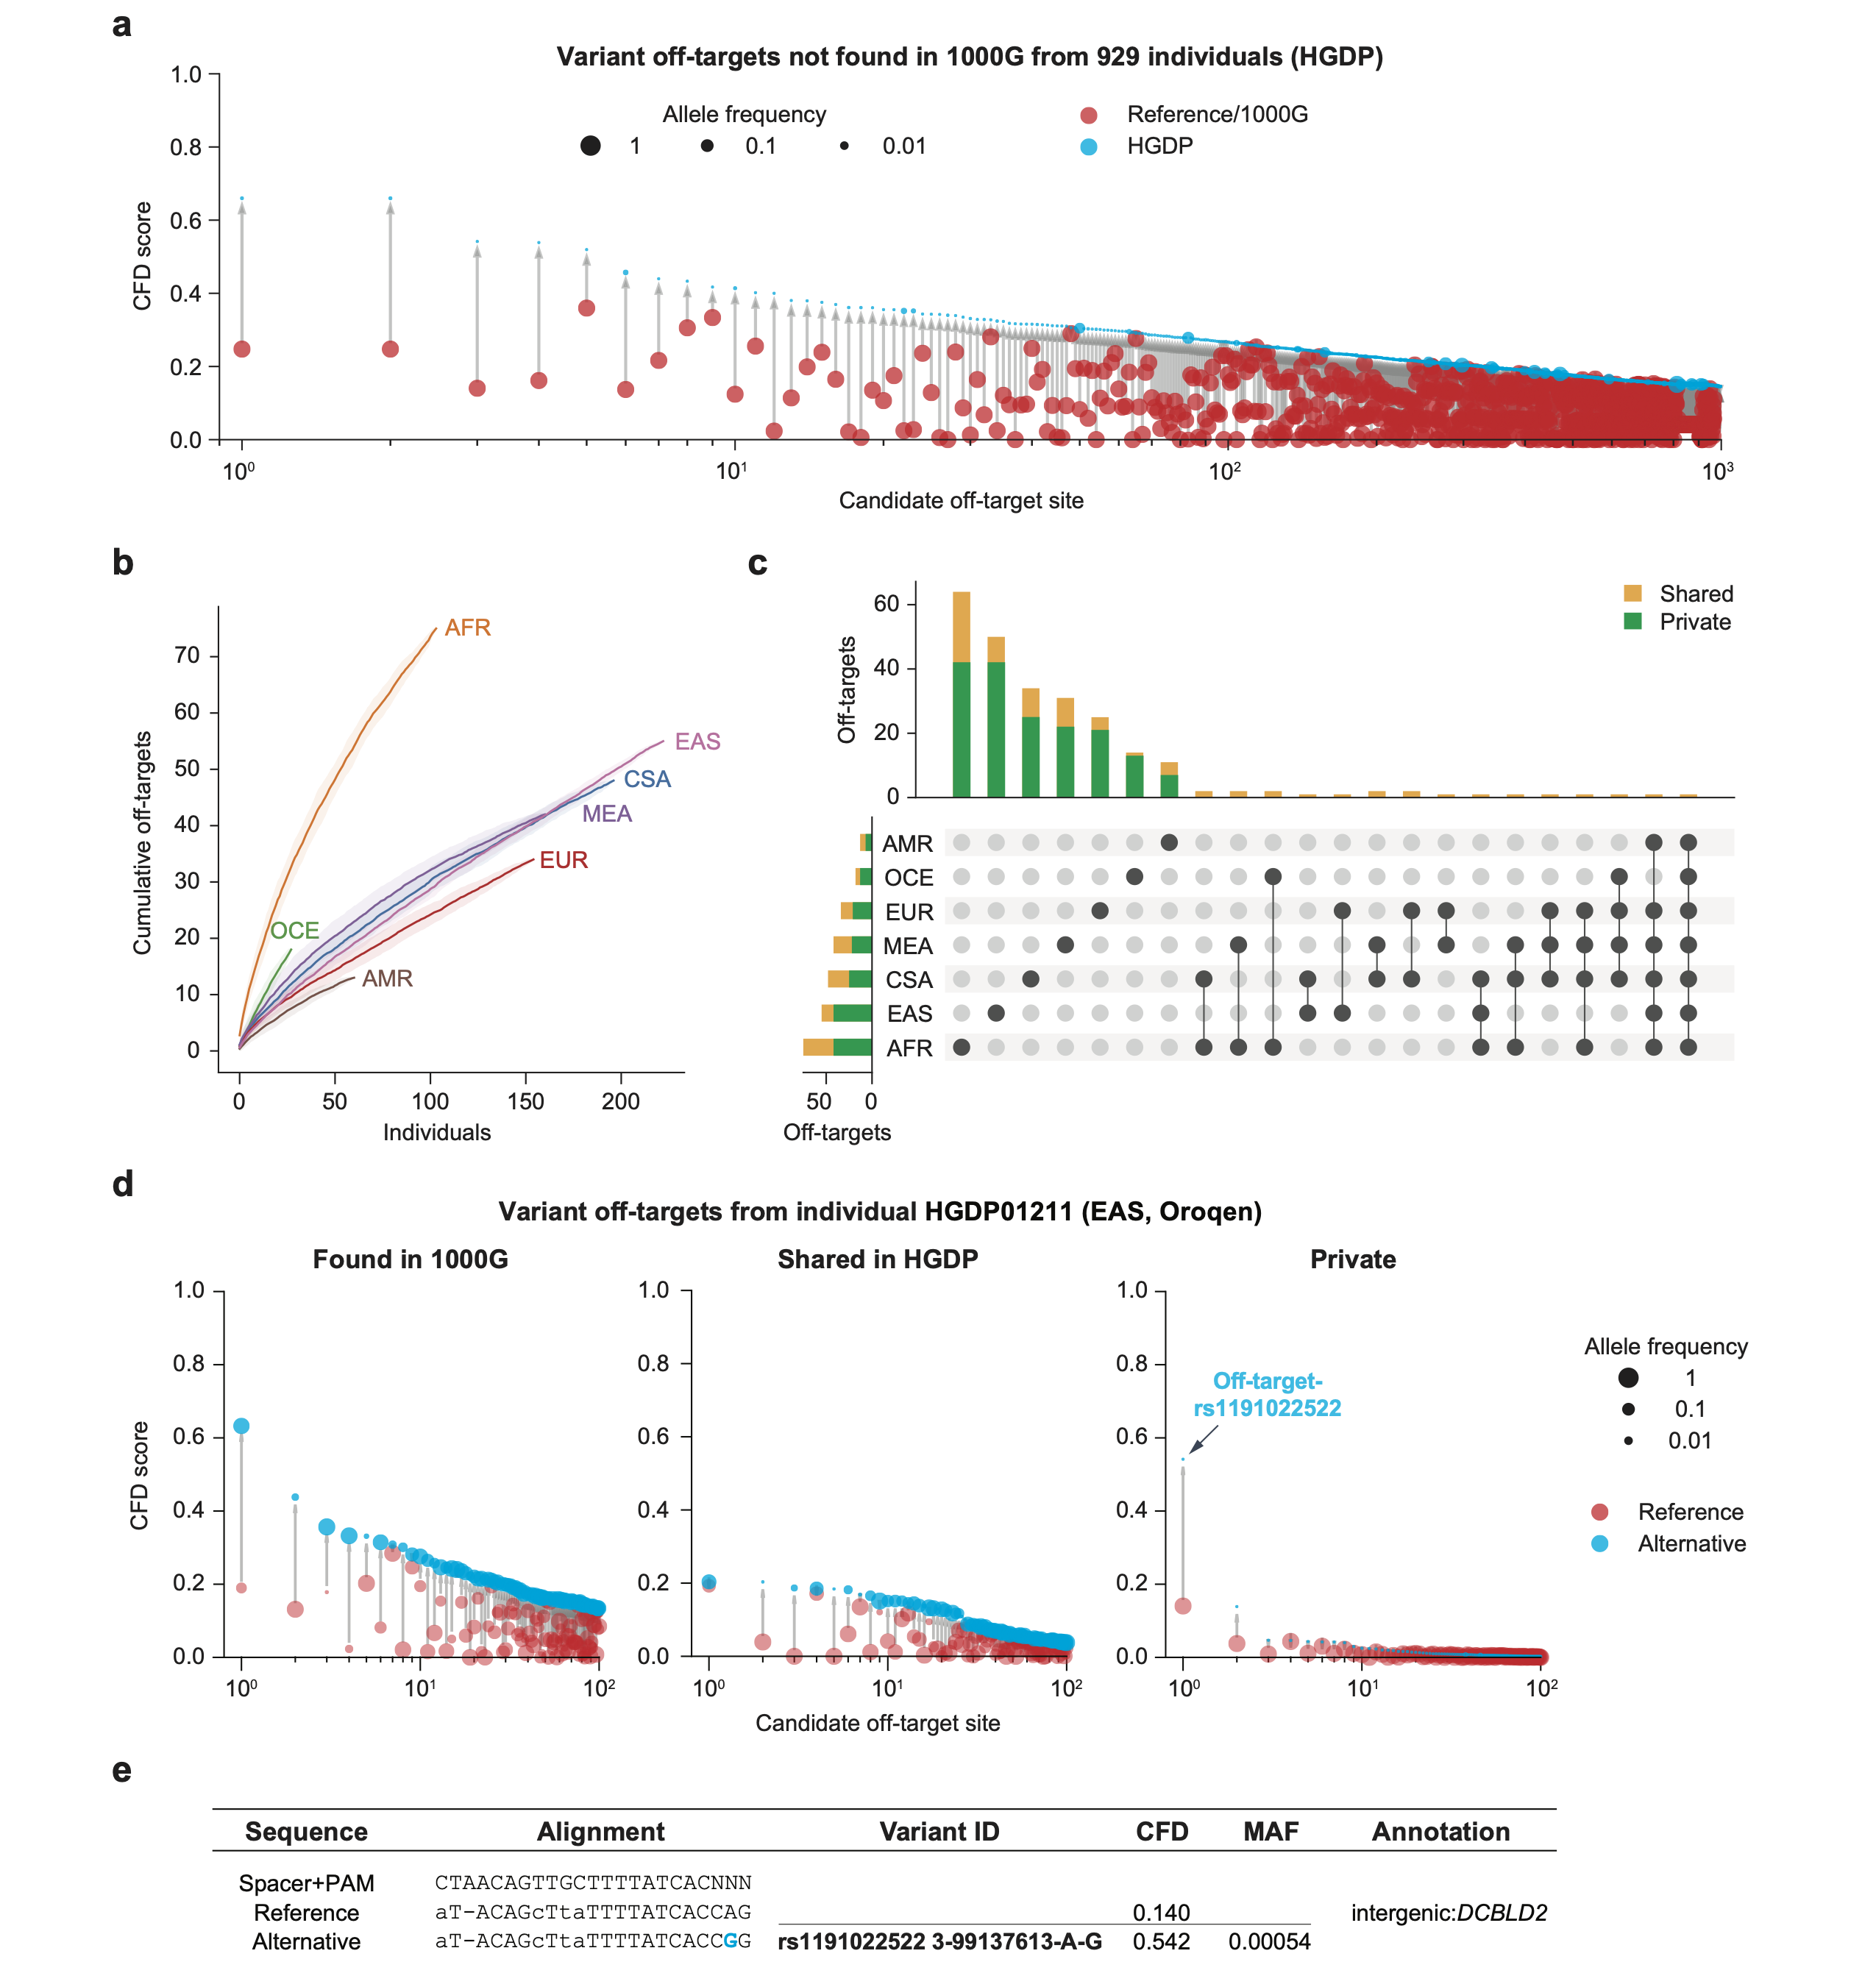 a
Variant off-targets not found in 1000G from 929 individuals (HGDP)
Allele frequency
1 0.1 0.01
Reference/1000G
HGDP
CFD score
1.0
0.8
0.6
0.4
0.2
0.0
10⁰ 10¹ 10² 10³
Candidate off-target site
b
Cumulative off-targets
70
60
50
40
30
20
10
0
AFR
EAS
CSA
MEA
EUR
OCE
AMR
0 50 100 150 200
Individuals
c
Shared
Private
Off-targets
60
40
20
0
AMR
OCE
EUR
MEA
CSA
EAS
AFR
50 0
Off-targets
d
Variant off-targets from individual HGDP01211 (EAS, Oroqen)
Found in 1000G
Shared in HGDP
Private
CFD score
1.0
0.8
0.6
0.4
0.2
0.0
10⁰ 10¹ 10²
1.0
0.8
0.6
0.4
0.2
0.0
10⁰ 10¹ 10²
1.0
0.8
0.6
0.4
0.2
0.0
10⁰ 10¹ 10²
Off-target-
rs1191022522
Allele frequency
1
0.1
0.01
Reference
Alternative
Candidate off-target site
e
Sequence Alignment Variant ID CFD MAF Annotation
Spacer+PAM CTAACAGTTGCTTTTATCACNNN
Reference aT-ACAGcTtaTTTTATCACCAG 0.140 intergenic:DCBLD2
Alternative aT-ACAGcTtaTTTTATCACCGG rs1191022522 3-99137613-A-G 0.542 0.00054